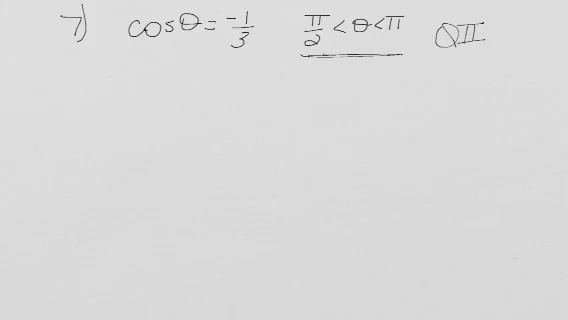 7) cosθ = -1/3 π/2 < θ < π QII